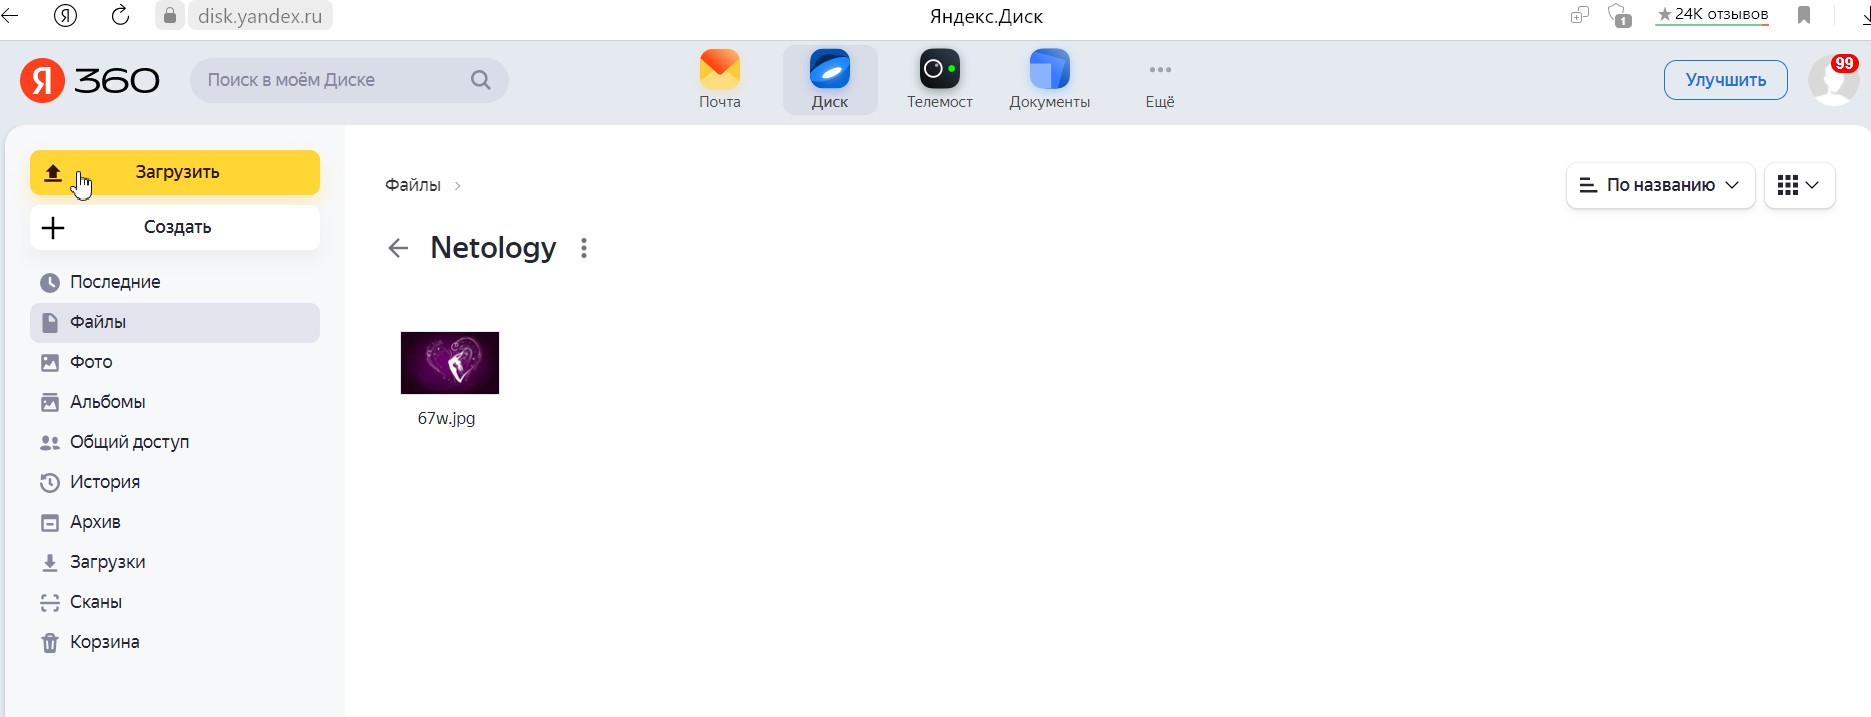 Я
disk.yandex.ru
Яндекс.Диск
1
24K отзывов
Я 360
Поиск в моём Диске
Почта
Диск
Телемост
Документы
Ещё
Улучшить
99
Загрузить
Создать
Последние
Файлы
Фото
Альбомы
Общий доступ
История
Архив
Загрузки
Сканы
Корзина
Файлы
По названию
Netology
67w.jpg